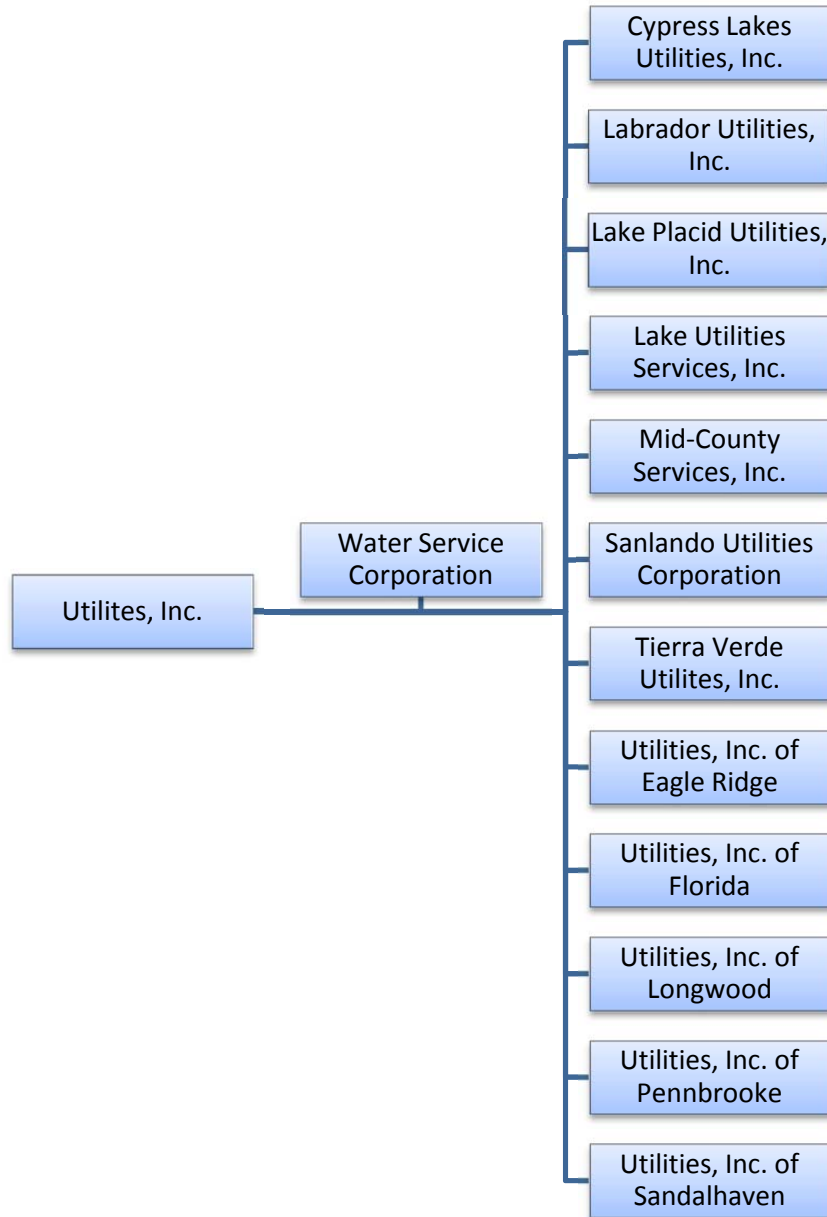 Cypress Lakes
Utilities, Inc.
Labrador Utilities,
Inc.
Lake Placid Utilities,
Inc.
Lake Utilities
Services, Inc.
Mid-County
Services, Inc.
Water Service
Corporation
Sanlando Utilities
Corporation
Utilites, Inc.
Tierra Verde
Utilites, Inc.
Utilities, Inc. of
Eagle Ridge
Utilities, Inc. of
Florida
Utilities, Inc. of
Longwood
Utilities, Inc. of
Pennbrooke
Utilities, Inc. of
Sandalhaven